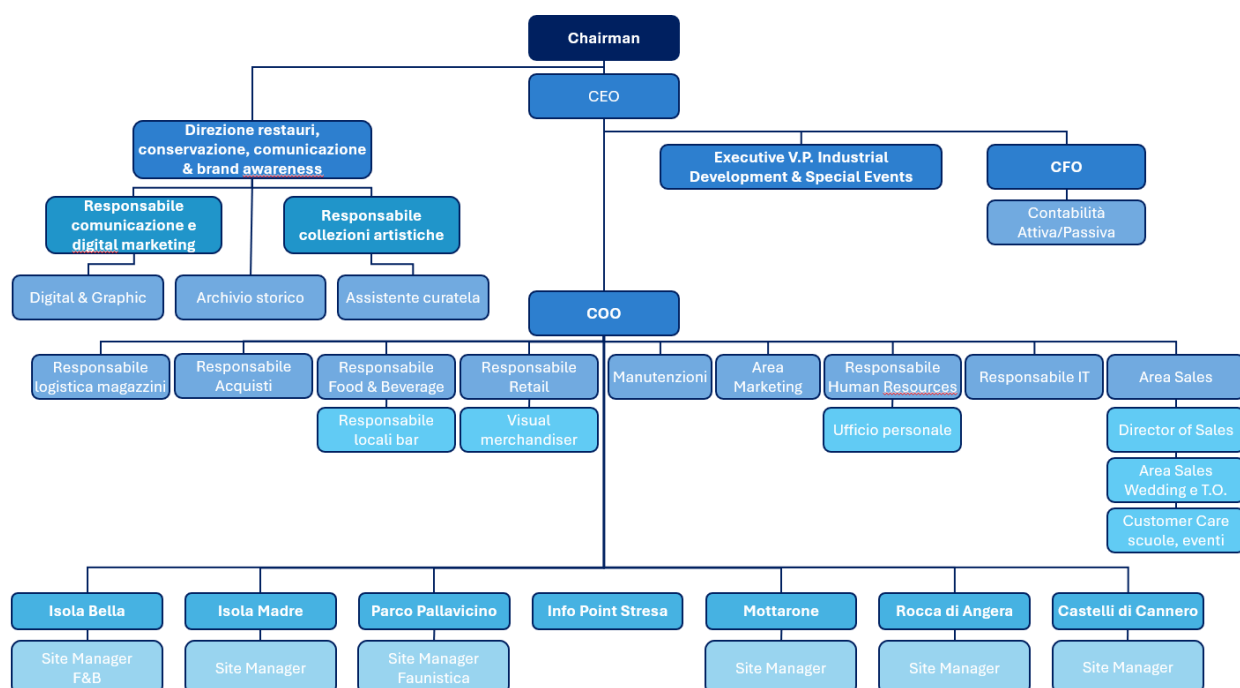 Chairman
CEO
Direzione restauri,
conservazione, comunicazione
& brand awareness
Executive V.P. Industrial
Development & Special Events
CFO
Responsabile
comunicazione e
digital marketing
Responsabile
collezioni artistiche
Contabilità
Attiva/Passiva
Digital & Graphic
Archivio storico
Assistente curatela
COO
Responsabile
logistica magazzini
Responsabile
Acquisti
Responsabile
Food & Beverage
Responsabile
Retail
Manutenzioni
Area
Marketing
Responsabile
Human Resources
Responsabile IT
Area Sales
Responsabile
locali bar
Visual
merchandiser
Ufficio personale
Director of Sales
Area Sales
Wedding e T.O.
Customer Care
scuole, eventi
Isola Bella
Isola Madre
Parco Pallavicino
Info Point Stresa
Mottarone
Rocca di Angera
Castelli di Cannero
Site Manager
F&B
Site Manager
Site Manager
Faunistica
Site Manager
Site Manager
Site Manager